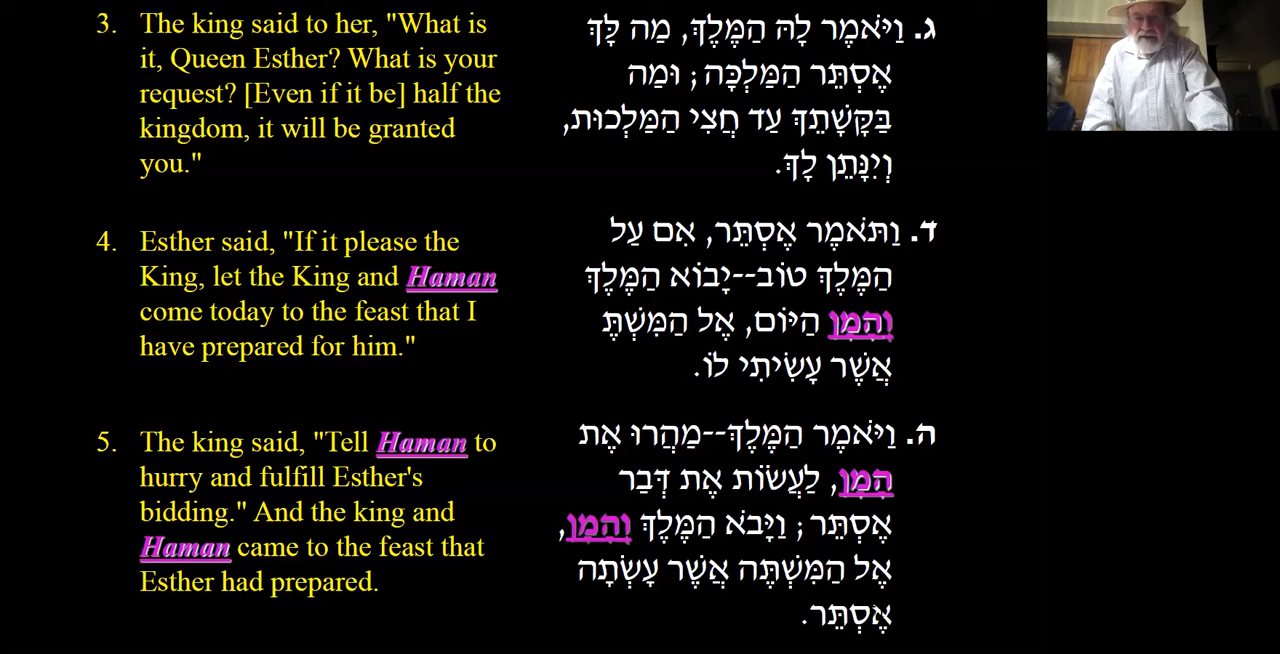 3. The king said to her, "What is
it, Queen Esther? What is your
request? [Even if it be] half the
kingdom, it will be granted
you."
4. Esther said, "If it please the
King, let the King and Haman
come today to the feast that I
have prepared for him."
5. The king said, "Tell Haman to
hurry and fulfill Esther's
bidding." And the king and
Haman came to the feast that
Esther had prepared.
ג. וַיֹּאמֶר לָהּ הַמֶּלֶךְ, מַה לָּךְ
אֶסְתֵּר הַמַּלְכָּה; וּמַה
בַּקָּשָׁתֵךְ עַד חֲצִי הַמַּלְכוּת,
וְיִנָּתֵן לָךְ.
ד. וַתֹּאמֶר אֶסְתֵּר, אִם עַל
הַמֶּלֶךְ טוֹב--יָבוֹא הַמֶּלֶךְ
וְהָמָן הַיּוֹם, אֶל הַמִּשְׁתֶּ
אֲשֶׁר עָשִׂיתִי לוֹ.
ה. וַיֹּאמֶר הַמֶּלֶךְ--מַהֲרוּ אֶת
הָמָן, לַעֲשׂוֹת אֶת דְּבַר
אֶסְתֵּר; וַיָּבֹא הַמֶּלֶךְ וְהָמָן,
אֶל הַמִּשְׁתֶּה אֲשֶׁר עָשְׂתָה
אֶסְתֵּר.